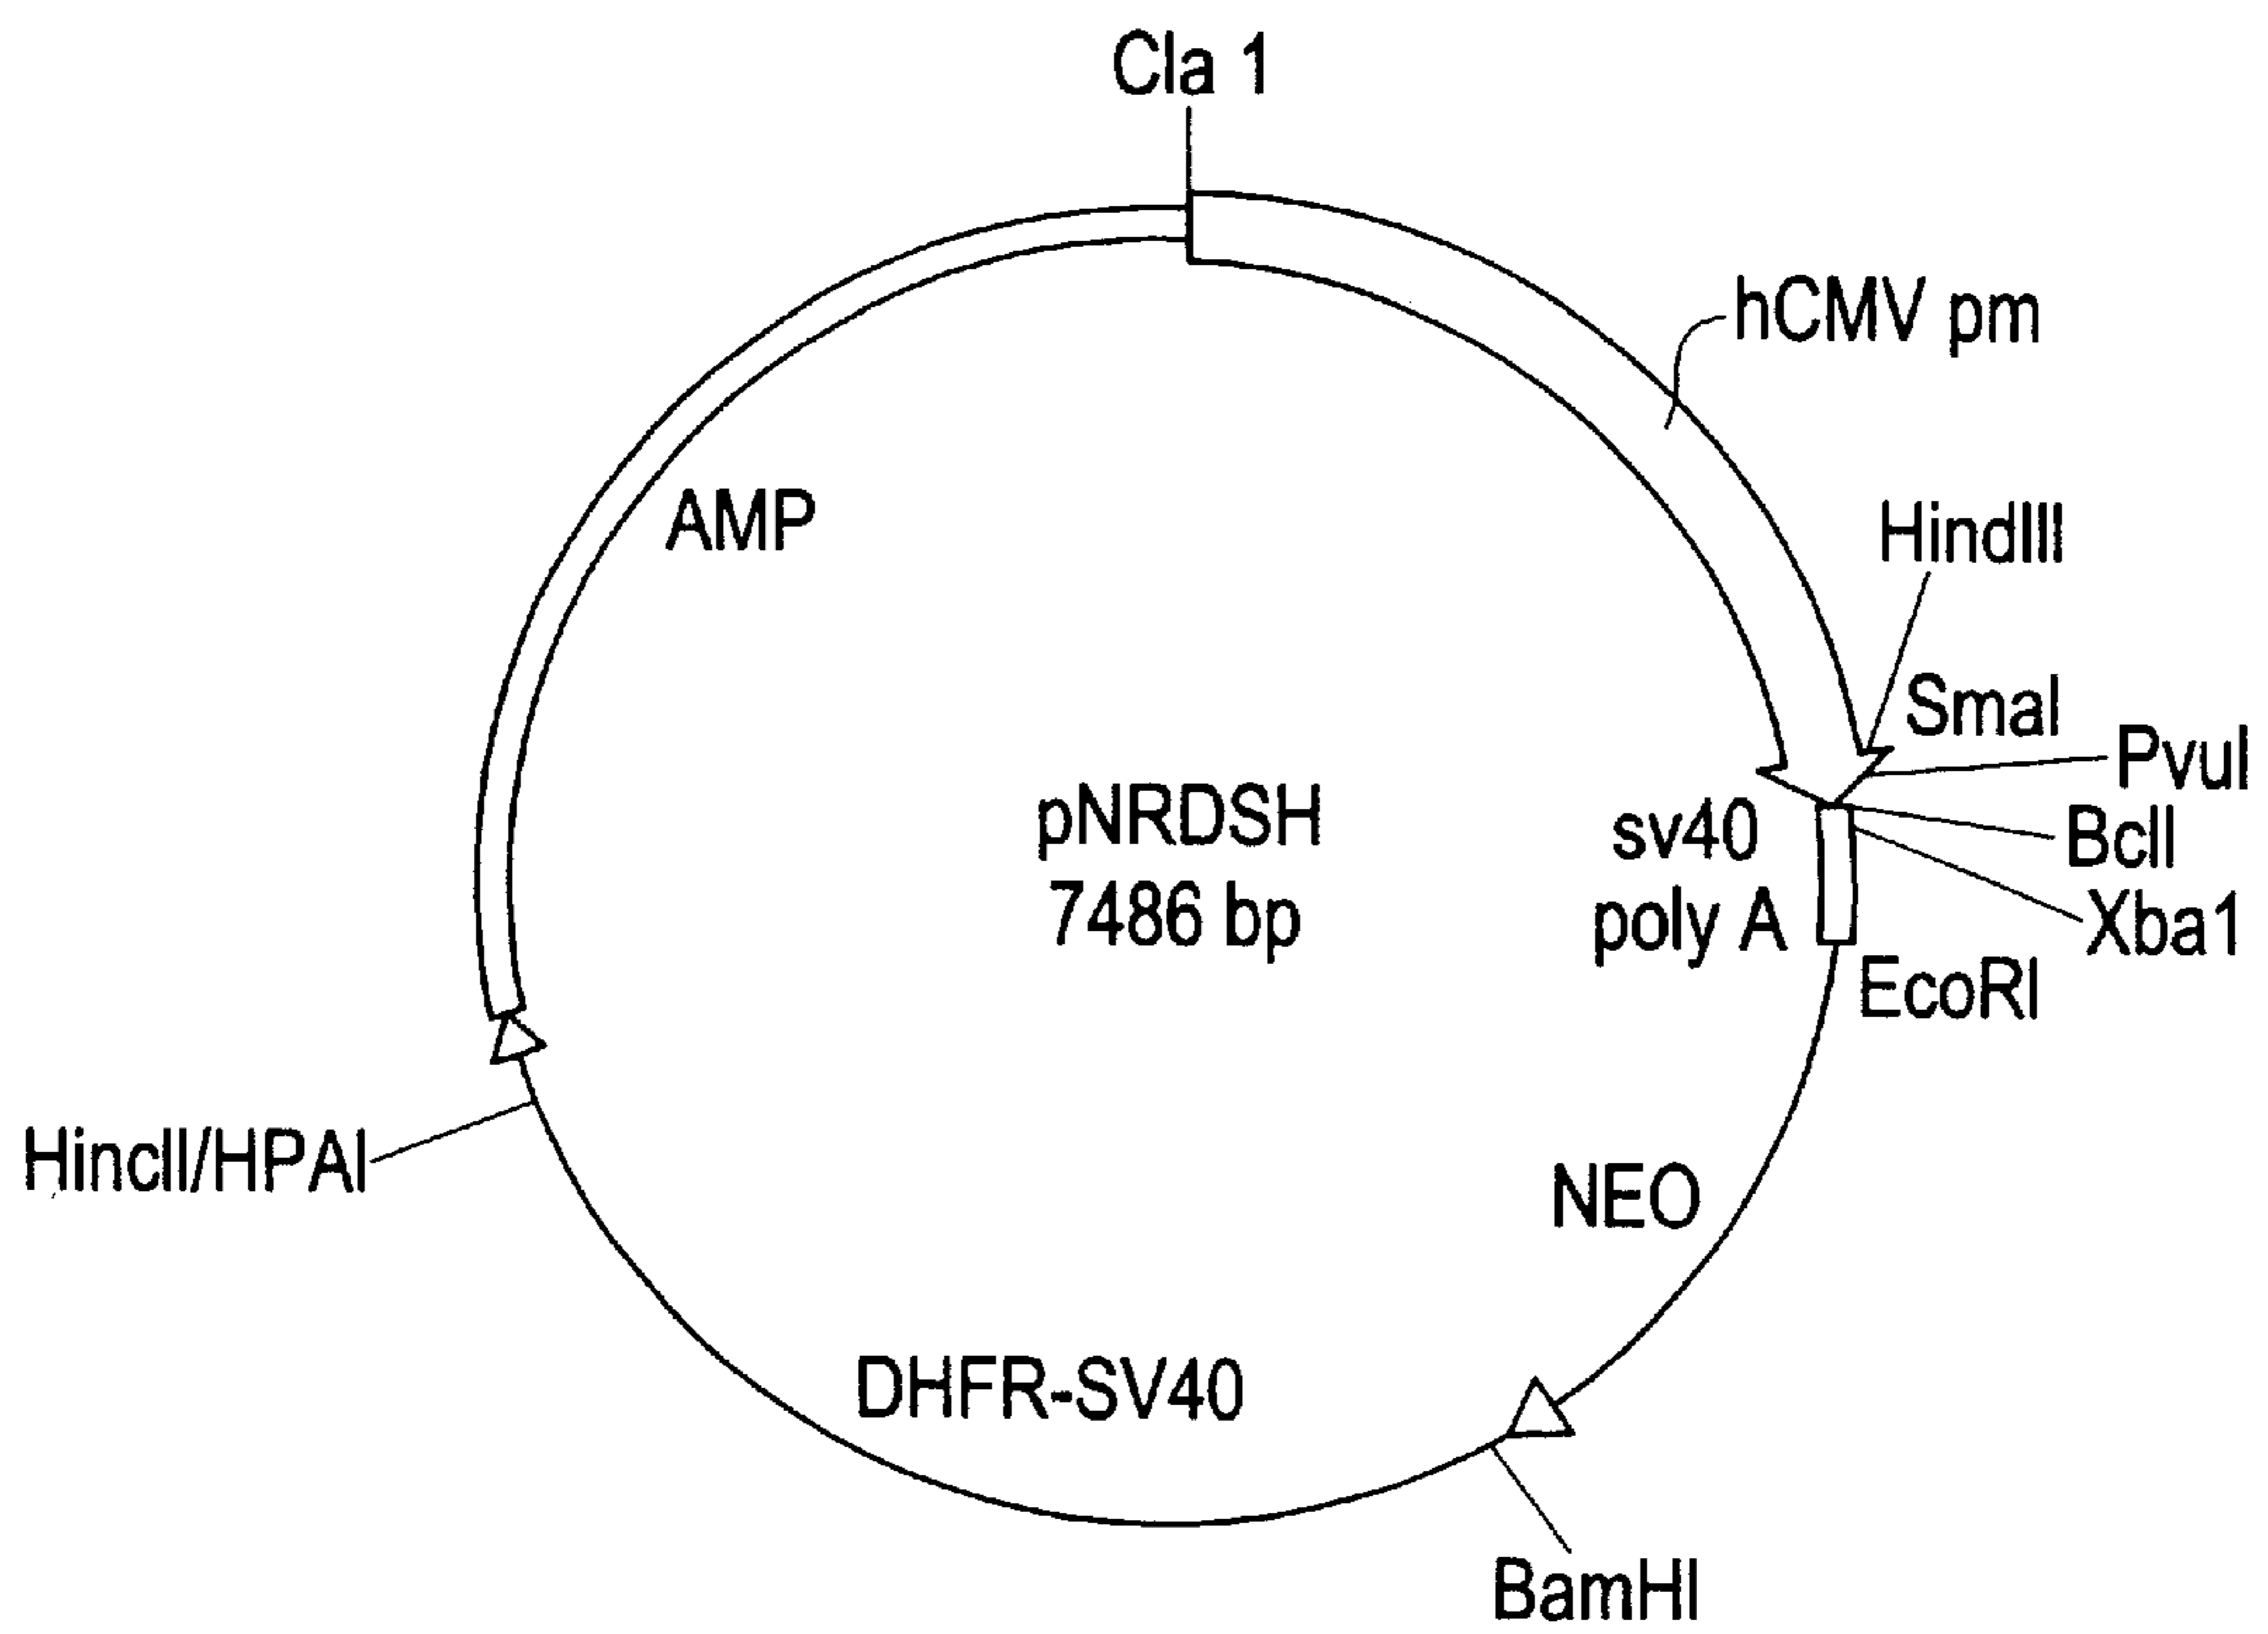 Cla 1
hCMV pm
HindIII
AMP
SmaI
PvuI
pNRDSH
7486 bp
sv40
poly A
BclI
Xba1
EcoRI
HincII/HPAI
NEO
DHFR-SV40
BamHI